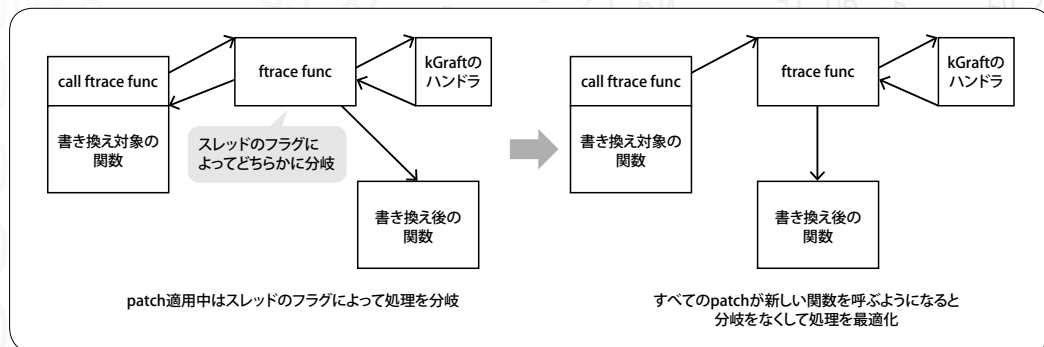 call ftrace func
書き換え対象の
関数
ftrace func
kGraftの
ハンドラ
スレッドのフラグに
よってどちらかに分岐
書き換え後の
関数
patch適用中はスレッドのフラグによって処理を分岐
call ftrace func
書き換え対象の
関数
ftrace func
kGraftの
ハンドラ
書き換え後の
関数
すべてのpatchが新しい関数を呼ぶようになると
分岐をなくして処理を最適化